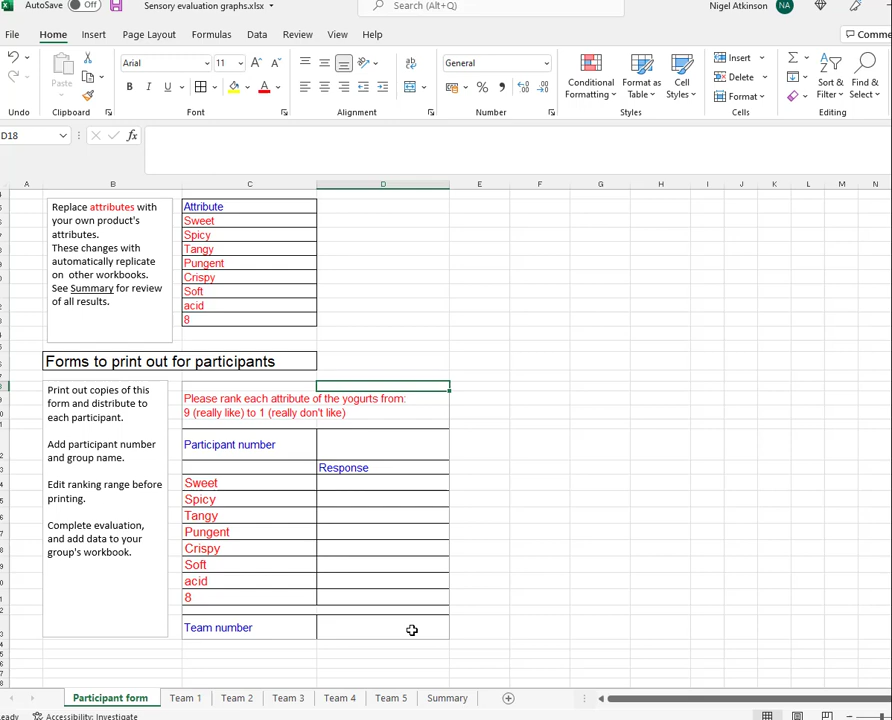 AutoSave Off Sensory evaluation graphs.xlsx Search (Alt+Q) Nigel Atkinson NA
File Home Insert Page Layout Formulas Data Review View Help Comme
Arial 11 General Insert
Paste B I U Conditional Formatting Format as Table Cell Styles Delete Sort & Filter Find & Select
Format
Undo Clipboard Font Alignment Number Styles Cells Editing
D18 fx
A B C D E F G H I J K L M N
Replace attributes with
your own product's
attributes.
These changes with
automatically replicate
on other workbooks.
See Summary for review
of all results.
Attribute
Sweet
Spicy
Tangy
Pungent
Crispy
Soft
acid
8
Forms to print out for participants
Print out copies of this
form and distribute to
each participant.
Add participant number
and group name.
Edit ranking range before
printing.
Complete evaluation,
and add data to your
group's workbook.
Please rank each attribute of the yogurts from:
9 (really like) to 1 (really don't like)
Participant number
Response
Sweet
Spicy
Tangy
Pungent
Crispy
Soft
acid
8
Team number
Participant form Team 1 Team 2 Team 3 Team 4 Team 5 Summary
eady Accessibility: Investigate